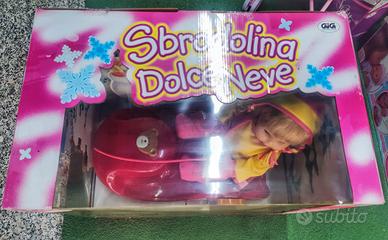 Sbrodolina
Dolce Neve
GiG
subito